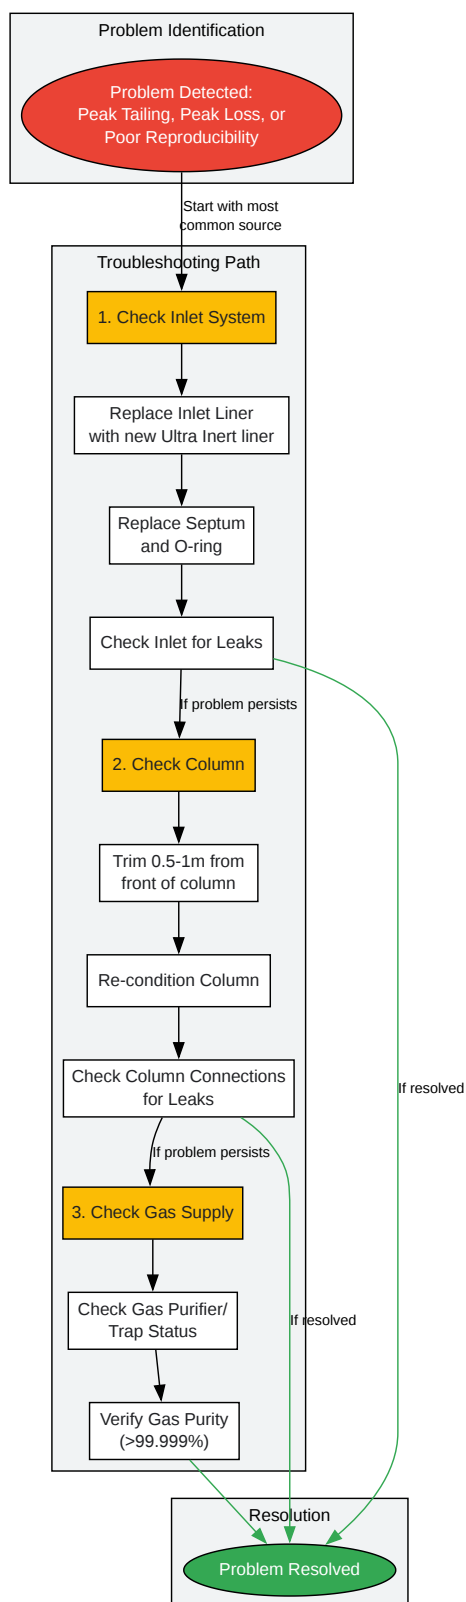 Problem Identification
Problem Detected:
Peak Tailing, Peak Loss, or
Poor Reproducibility
Start with most
common source
Troubleshooting Path
1. Check Inlet System
Replace Inlet Liner
with new Ultra Inert liner
Replace Septum
and O-ring
Check Inlet for Leaks
If problem persists
2. Check Column
Trim 0.5-1m from
front of column
Re-condition Column
Check Column Connections
for Leaks
If resolved
If problem persists
3. Check Gas Supply
Check Gas Purifier/
Trap Status
If resolved
Verify Gas Purity
(>99.999%)
Resolution
Problem Resolved